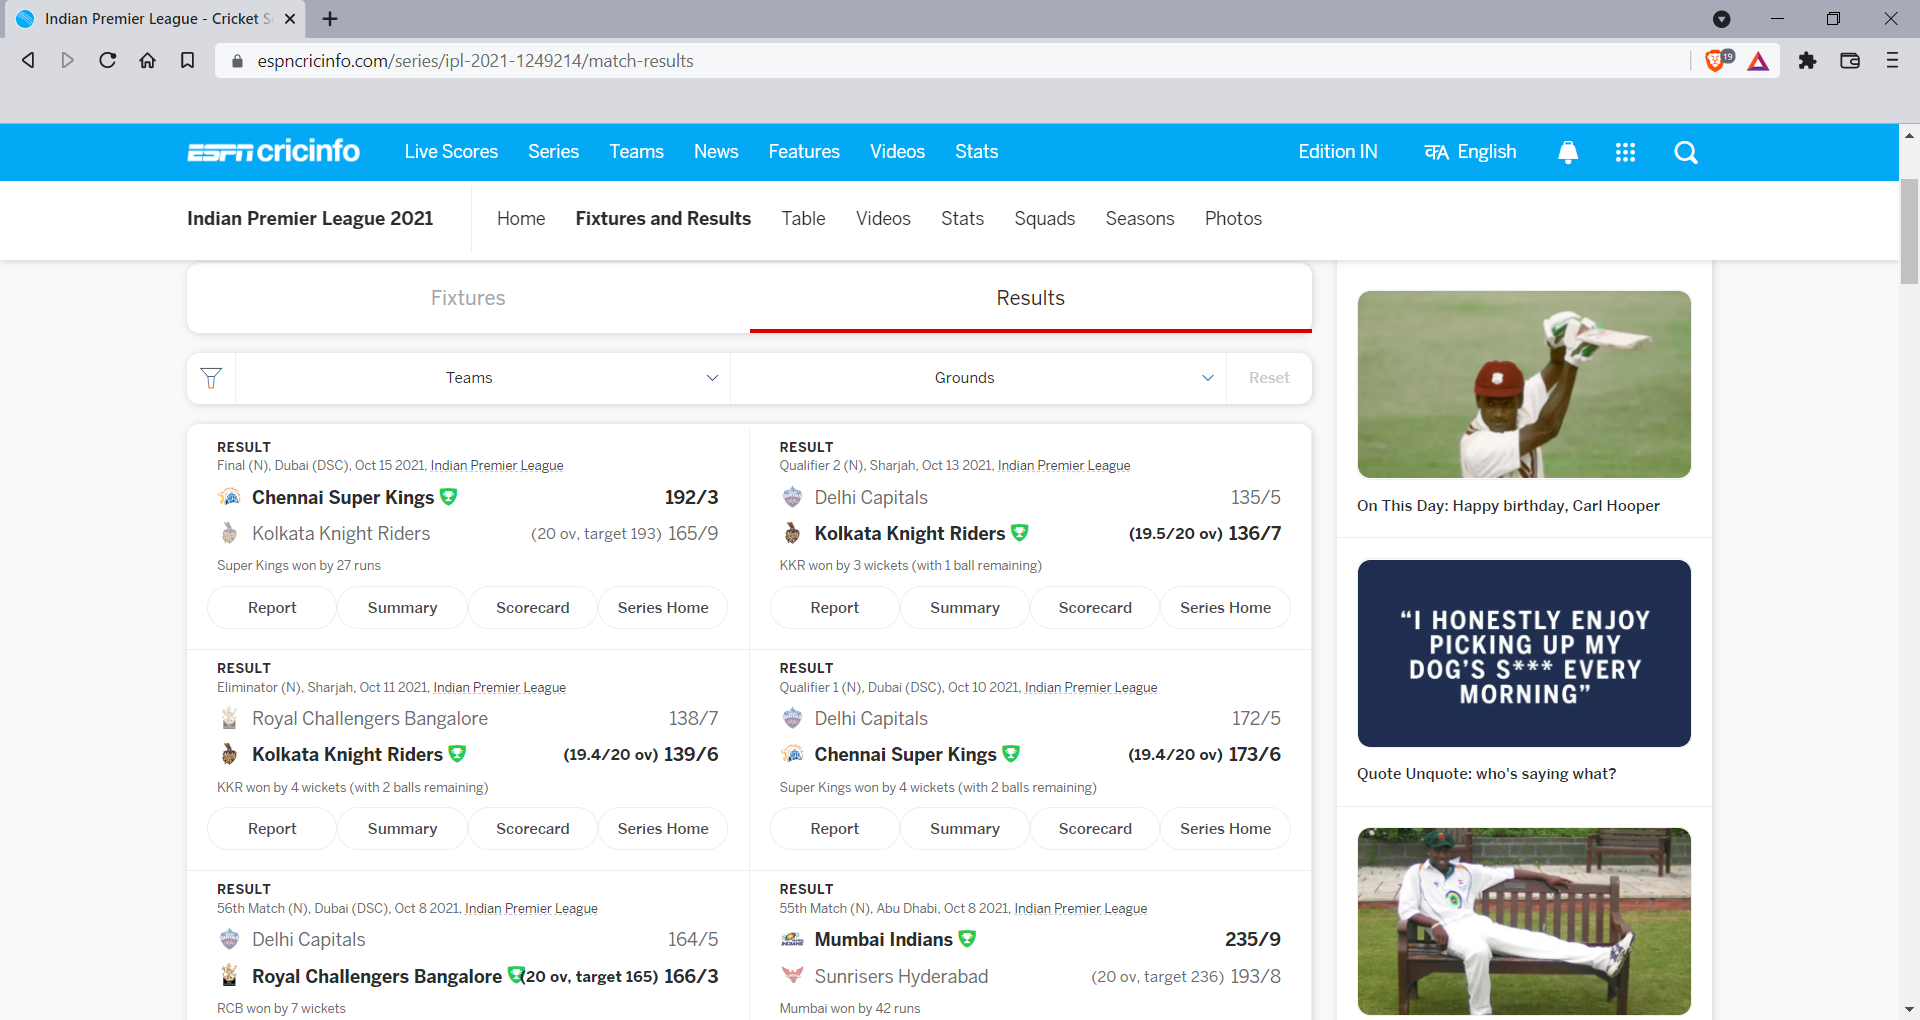 Indian Premier League - Cricket S
espncricinfo.com/series/ipl-2021-1249214/match-results
19
ESPN cricinfo
Live Scores
Series
Teams
News
Features
Videos
Stats
Edition IN
English
Indian Premier League 2021
Home
Fixtures and Results
Table
Videos
Stats
Squads
Seasons
Photos
Fixtures
Results
Teams
Grounds
Reset
RESULT
Final (N), Dubai (DSC), Oct 15 2021, Indian Premier League
Chennai Super Kings 192/3
Kolkata Knight Riders (20 ov, target 193) 165/9
Super Kings won by 27 runs
Report
Summary
Scorecard
Series Home
RESULT
Qualifier 2 (N), Sharjah, Oct 13 2021, Indian Premier League
Delhi Capitals 135/5
Kolkata Knight Riders (19.5/20 ov) 136/7
KKR won by 3 wickets (with 1 ball remaining)
Report
Summary
Scorecard
Series Home
RESULT
Eliminator (N), Sharjah, Oct 11 2021, Indian Premier League
Royal Challengers Bangalore 138/7
Kolkata Knight Riders (19.4/20 ov) 139/6
KKR won by 4 wickets (with 2 balls remaining)
Report
Summary
Scorecard
Series Home
RESULT
Qualifier 1 (N), Dubai (DSC), Oct 10 2021, Indian Premier League
Delhi Capitals 172/5
Chennai Super Kings (19.4/20 ov) 173/6
Super Kings won by 4 wickets (with 2 balls remaining)
Report
Summary
Scorecard
Series Home
RESULT
56th Match (N), Dubai (DSC), Oct 8 2021, Indian Premier League
Delhi Capitals 164/5
Royal Challengers Bangalore (20 ov, target 165) 166/3
RCB won by 7 wickets
RESULT
55th Match (N), Abu Dhabi, Oct 8 2021, Indian Premier League
Mumbai Indians 235/9
Sunrisers Hyderabad (20 ov, target 236) 193/8
Mumbai won by 42 runs
On This Day: Happy birthday, Carl Hooper
“I HONESTLY ENJOY
PICKING UP MY
DOG'S S*** EVERY
MORNING”
Quote Unquote: who's saying what?